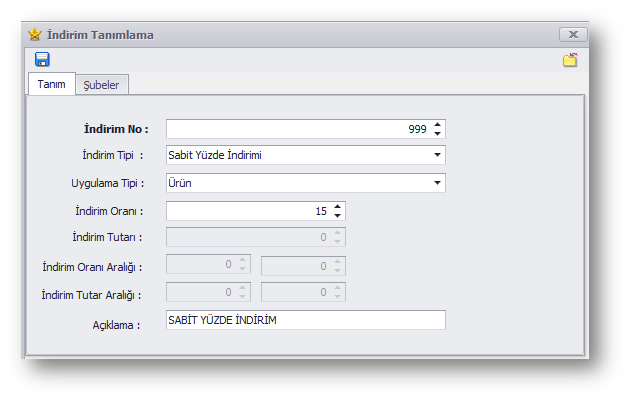 İndirim Tanımlama
Tanım Şubeler
İndirim No : 999
İndirim Tipi : Sabit Yüzde İndirimi
Uygulama Tipi : Ürün
İndirim Oranı : 15
İndirim Tutarı : 0
İndirim Oranı Aralığı : 0 0
İndirim Tutar Aralığı : 0 0
Açıklama : SABİT YÜZDE İNDİRİM